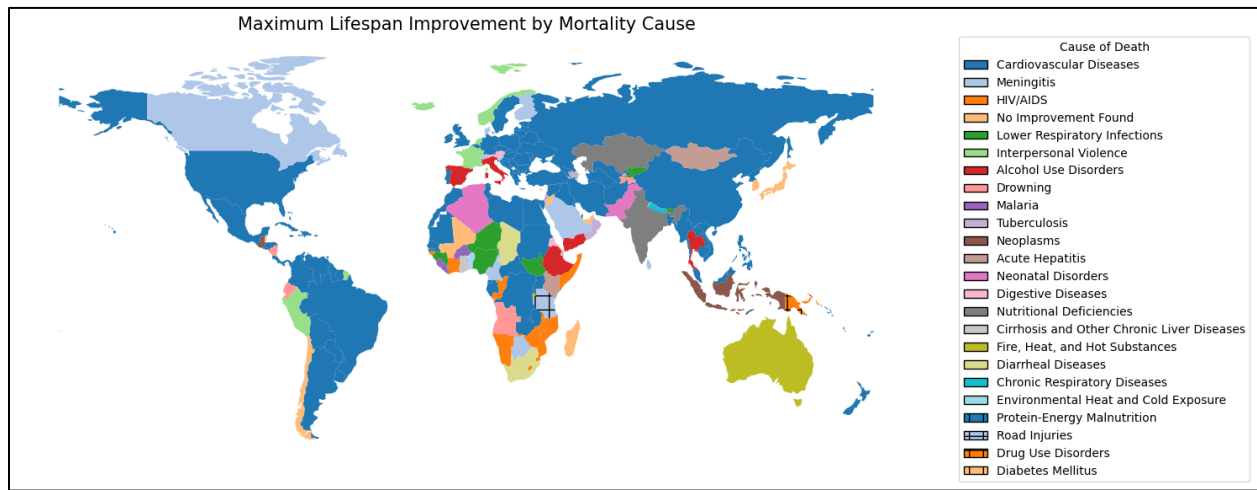 Maximum Lifespan Improvement by Mortality Cause
Cause of Death
Cardiovascular Diseases
Meningitis
HIV/AIDS
No Improvement Found
Lower Respiratory Infections
Interpersonal Violence
Alcohol Use Disorders
Drowning
Malaria
Tuberculosis
Neoplasms
Acute Hepatitis
Neonatal Disorders
Digestive Diseases
Nutritional Deficiencies
Cirrhosis and Other Chronic Liver Diseases
Fire, Heat, and Hot Substances
Diarrheal Diseases
Chronic Respiratory Diseases
Environmental Heat and Cold Exposure
Protein-Energy Malnutrition
Road Injuries
Drug Use Disorders
Diabetes Mellitus